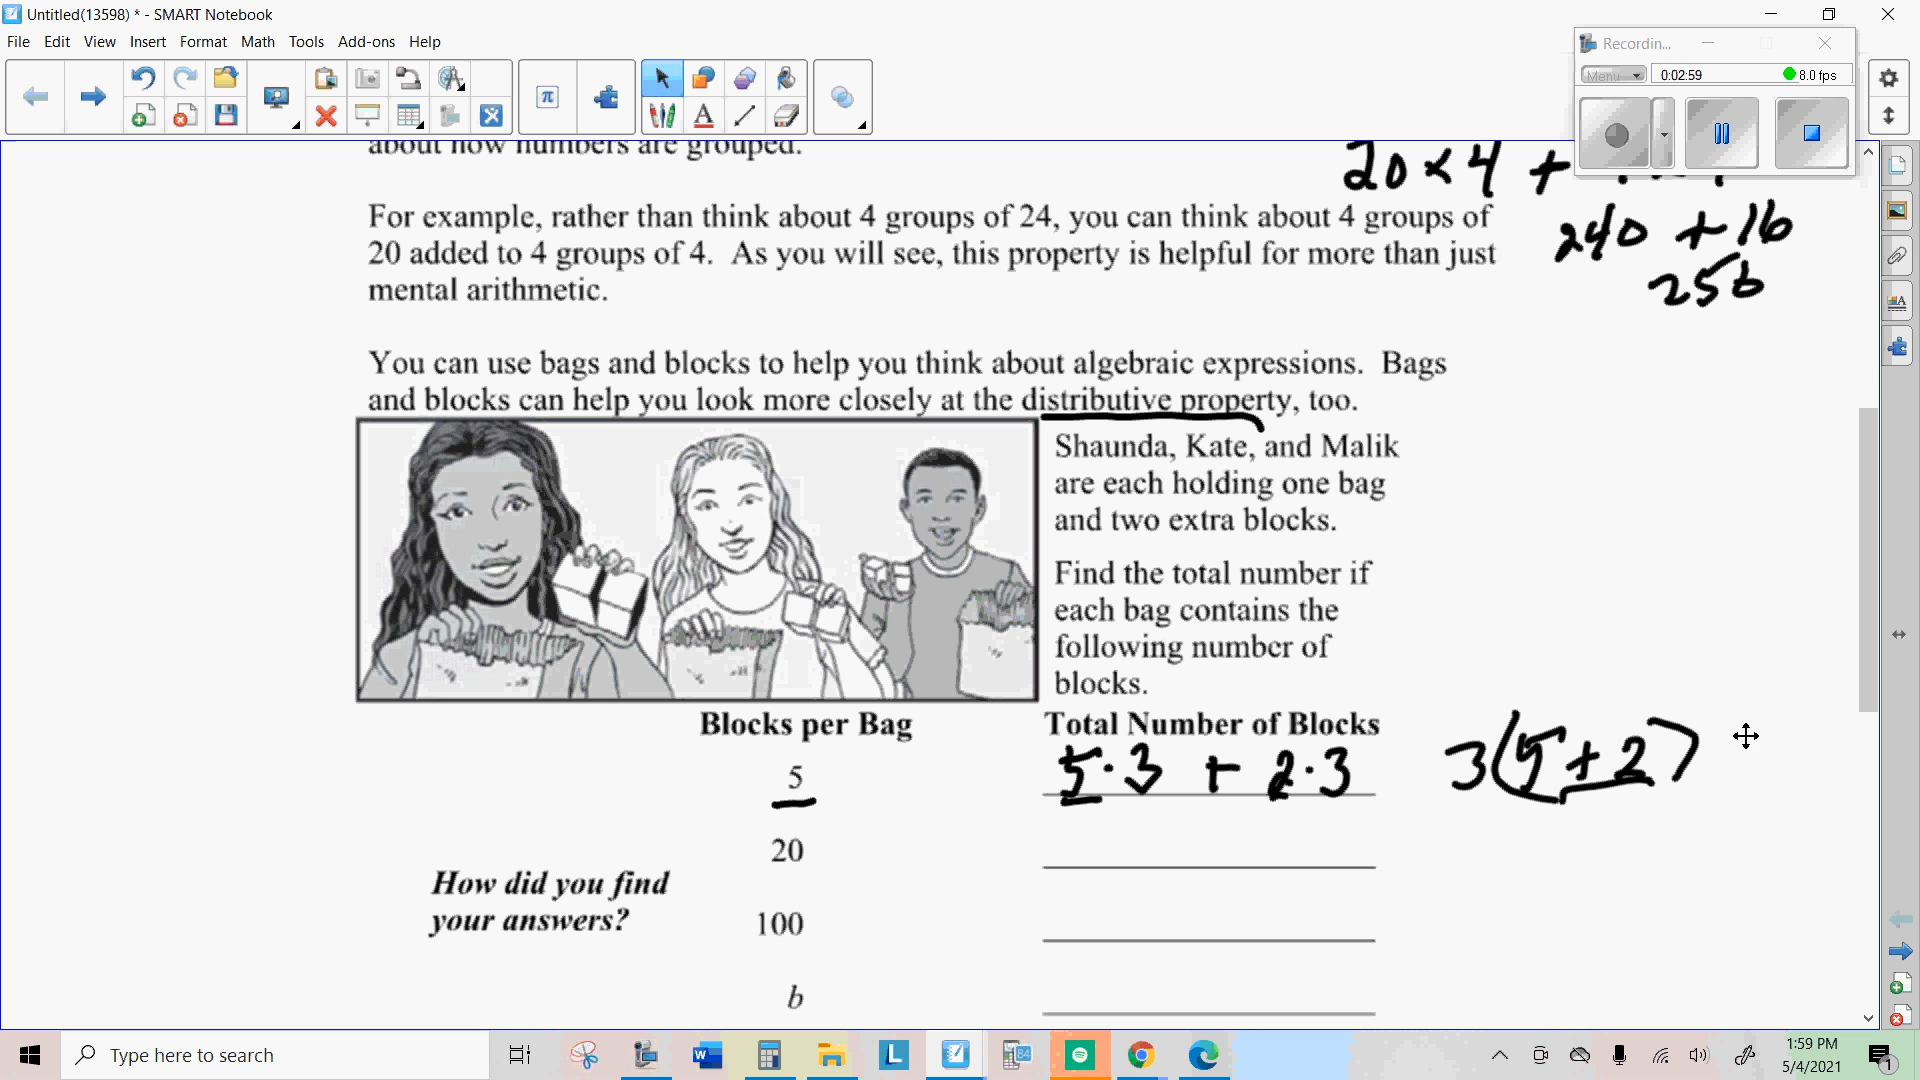 Untitled(13598) * - SMART Notebook
File Edit View Insert Format Math Tools Add-ons Help
Recordin...
Menu 0:02:59 8.0 fps
about how numbers are grouped.
20 × 4 +
For example, rather than think about 4 groups of 24, you can think about 4 groups of
20 added to 4 groups of 4. As you will see, this property is helpful for more than just
mental arithmetic.
240 + 16
256
You can use bags and blocks to help you think about algebraic expressions. Bags
and blocks can help you look more closely at the distributive property, too.
Shaunda, Kate, and Malik
are each holding one bag
and two extra blocks.
Find the total number if
each bag contains the
following number of
blocks.
Blocks per Bag Total Number of Blocks
5 5·3 + 2·3 3(5+2)
20
How did you find
your answers?
100
b
Type here to search
1:59 PM
5/4/2021
1